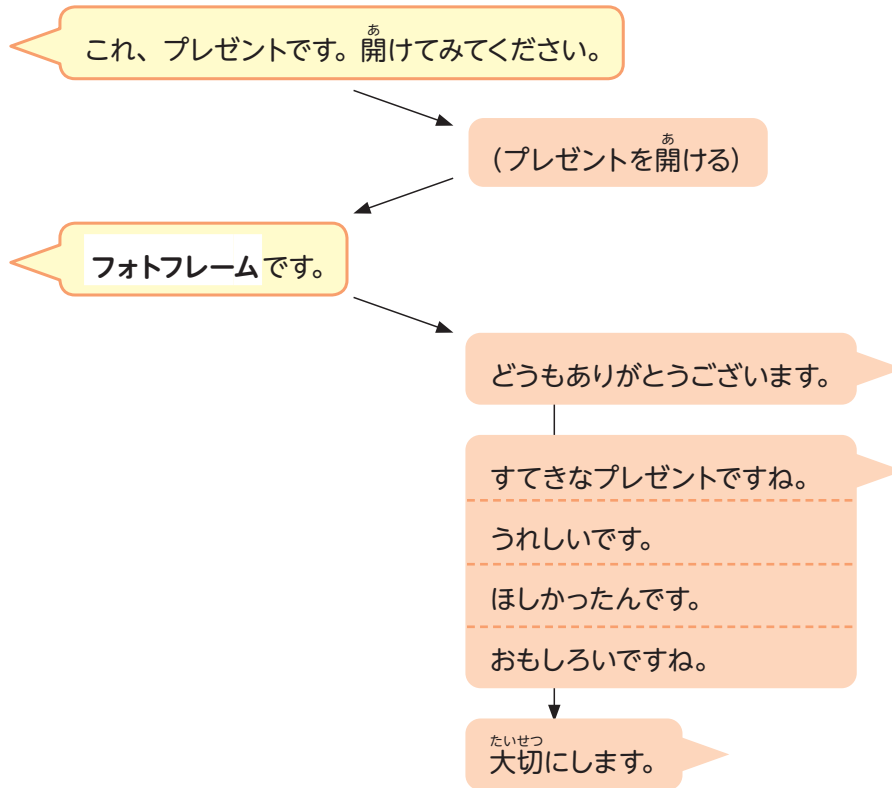 これ、プレゼントです。開けてみてください。
(プレゼントを開ける)
フォトフレームです。
どうもありがとうございます。
すてきなプレゼントですね。
うれしいです。
ほしかったんです。
おもしろいですね。
大切にします。